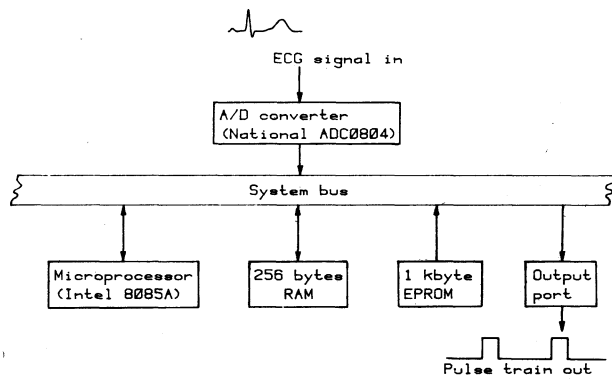 ECG signal in
A/D converter
(National ADC0804)
System bus
Microprocessor
(Intel 8085A)
256 bytes
RAM
1 kbyte
EPROM
Output
port
Pulse train out